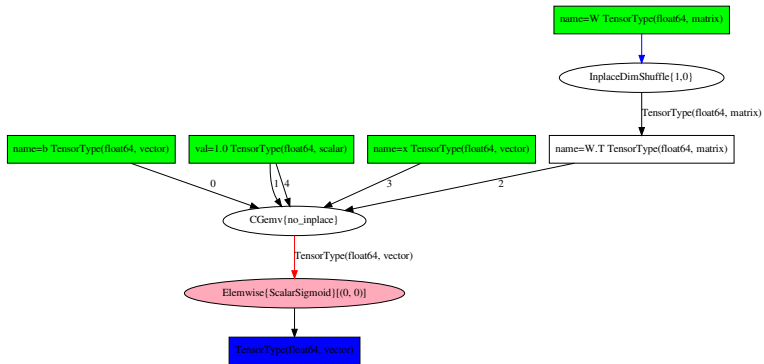 name=W TensorType(float64, matrix)
InplaceDimShuffle{1,0}
TensorType(float64, matrix)
name=b TensorType(float64, vector)
val=1.0 TensorType(float64, scalar)
name=x TensorType(float64, vector)
name=W.T TensorType(float64, matrix)
0
1
4
3
2
CGemv{no_inplace}
TensorType(float64, vector)
Elemwise{ScalarSigmoid}[(0, 0)]
TensorType(float64, vector)